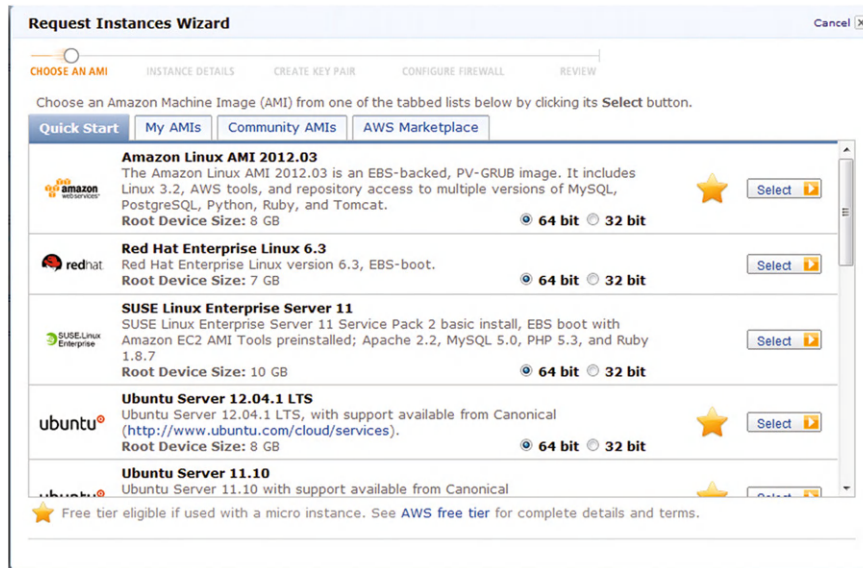 Request Instances Wizard
Cancel
CHOOSE AN AMI INSTANCE DETAILS CREATE KEY PAIR CONFIGURE FIREWALL REVIEW
Choose an Amazon Machine Image (AMI) from one of the tabbed lists below by clicking its Select button.
Quick Start My AMIs Community AMIs AWS Marketplace
Amazon Linux AMI 2012.03
The Amazon Linux AMI 2012.03 is an EBS-backed, PV-GRUB image. It includes
Linux 3.2, AWS tools, and repository access to multiple versions of MySQL,
PostgreSQL, Python, Ruby, and Tomcat.
Root Device Size: 8 GB 64 bit 32 bit
amazon
webservices
Select
Red Hat Enterprise Linux 6.3
redhat Red Hat Enterprise Linux version 6.3, EBS-boot.
Root Device Size: 7 GB 64 bit 32 bit
Select
SUSE Linux Enterprise Server 11
SUSE Linux Enterprise Server 11 Service Pack 2 basic install, EBS boot with
Amazon EC2 AMI Tools preinstalled; Apache 2.2, MySQL 5.0, PHP 5.3, and Ruby
1.8.7
Root Device Size: 10 GB 64 bit 32 bit
SUSE.Linux
Enterprise
Select
Ubuntu Server 12.04.1 LTS
Ubuntu Server 12.04.1 LTS, with support available from Canonical
(http://www.ubuntu.com/cloud/services).
Root Device Size: 8 GB 64 bit 32 bit
ubuntu
Select
Ubuntu Server 11.10
Ubuntu Server 11.10 with support available from Canonical
ubuntu
Select
Free tier eligible if used with a micro instance. See AWS free tier for complete details and terms.